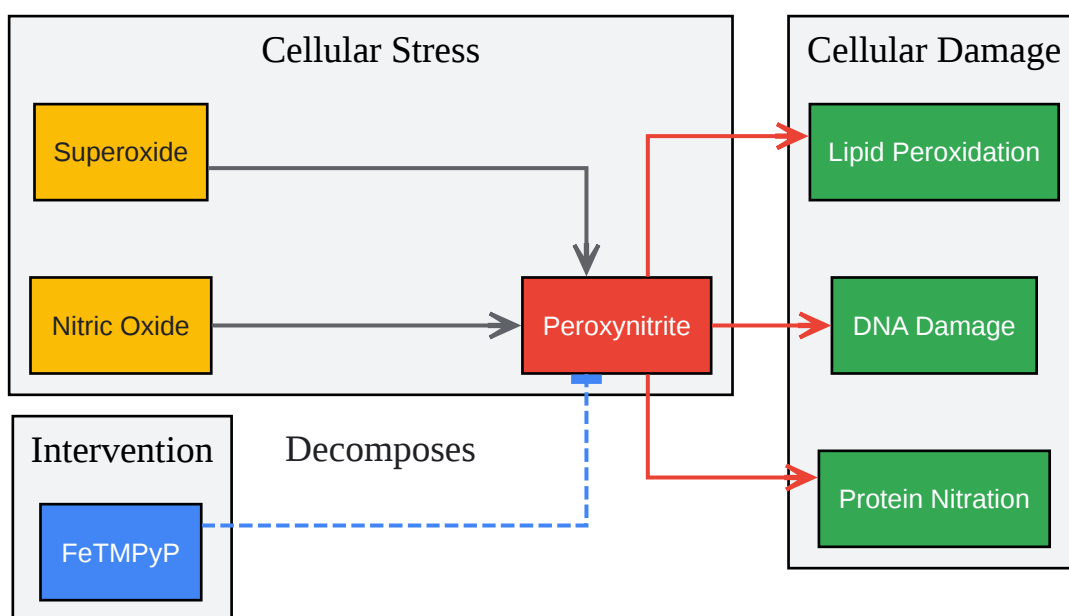 Cellular Stress
Superoxide
Nitric Oxide
Peroxynitrite
Cellular Damage
Lipid Peroxidation
DNA Damage
Protein Nitration
Intervention
FeTMPyP
Decomposes